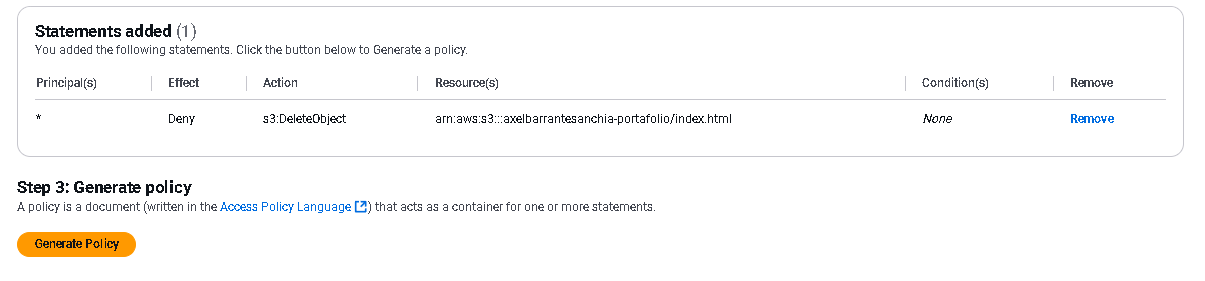 Statements added (1)
You added the following statements. Click the button below to Generate a policy.
Principal(s) Effect Action Resource(s) Condition(s) Remove
* Deny s3:DeleteObject arn:aws:s3:::axelbarrantesanchia-portafolio/index.html None Remove
Step 3: Generate policy
A policy is a document (written in the Access Policy Language) that acts as a container for one or more statements.
Generate Policy